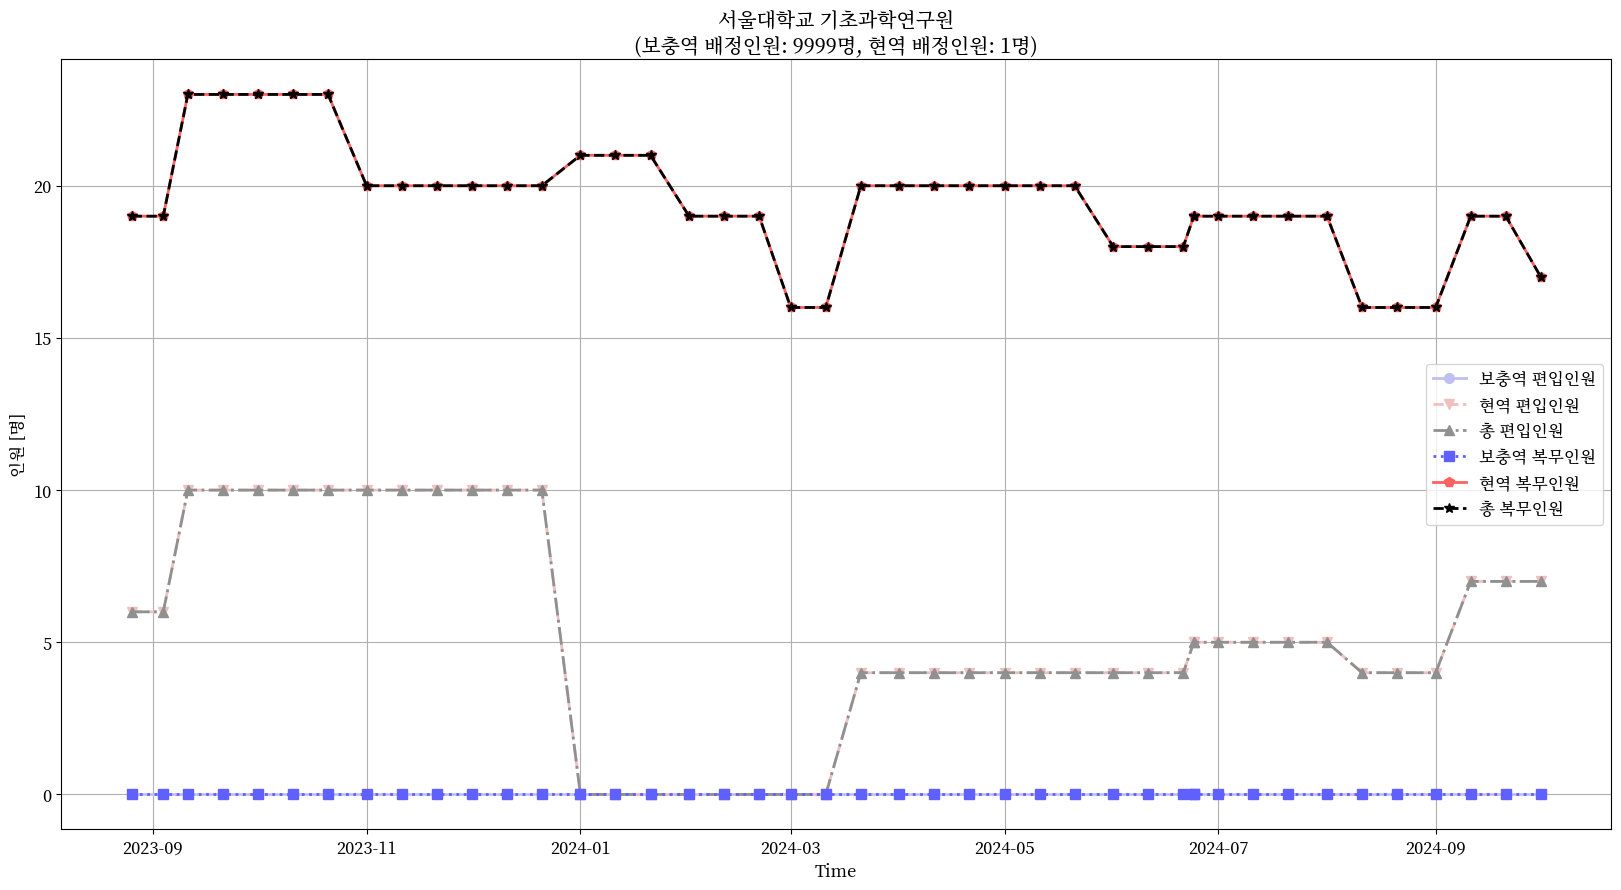 서울대학교 기초과학연구원
(보충역 배정인원: 9999명, 현역 배정인원: 1명)
인원 [명]
20
15
10
5
0
보충역 편입인원
현역 편입인원
총 편입인원
보충역 복무인원
현역 복무인원
총 복무인원
2023-09 2023-11 2024-01 2024-03 2024-05 2024-07 2024-09
Time